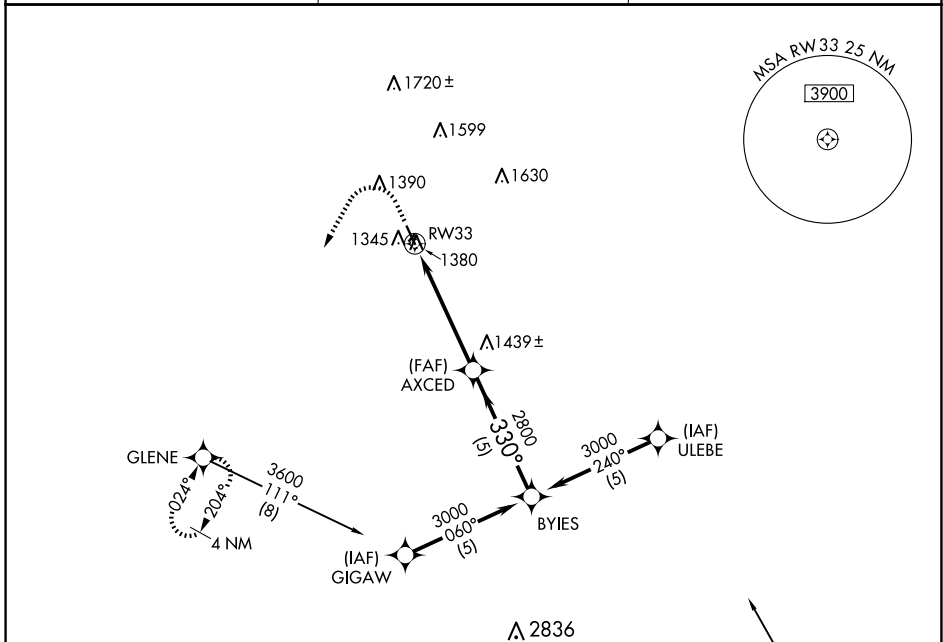 MSA RW33 25 NM
3900
1720 ±
1599
1390
1630
1345
RW33
1380
1439 ±
(FAF)
AXCED
2800
330°
(5)
(IAF)
ULEBE
3000
240°
(5)
GLENE
3600
111°
(8)
024°
204°
4 NM
3000
060°
(5)
BYIES
(IAF)
GIGAW
2836